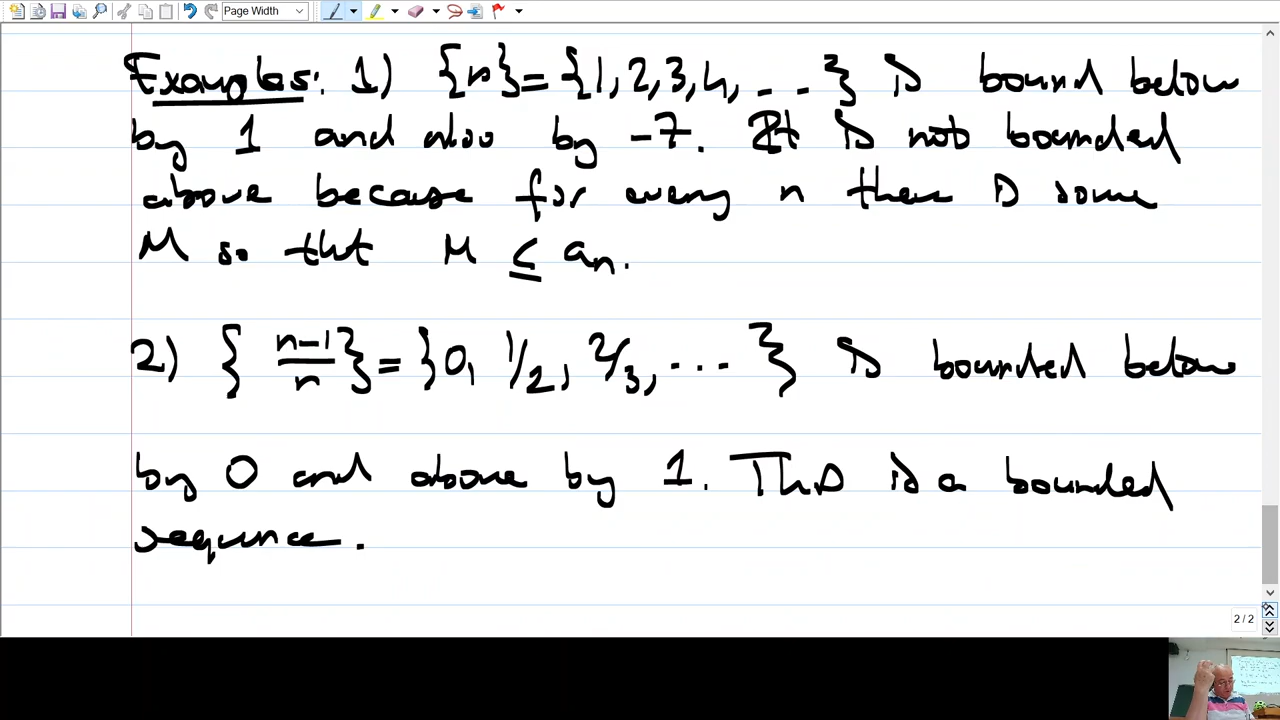 Page Width
Examples: 1) {n} = {1, 2, 3, 4, - - -} is bound below
by 1 and also by -7. It is not bounded
above because for every n there is some
M so tht M ≤ an.
2) { n-1/n } = {0, 1/2, 2/3, ...} is bounded below
by 0 and above by 1. This is a bounded
sequence.
2 / 2